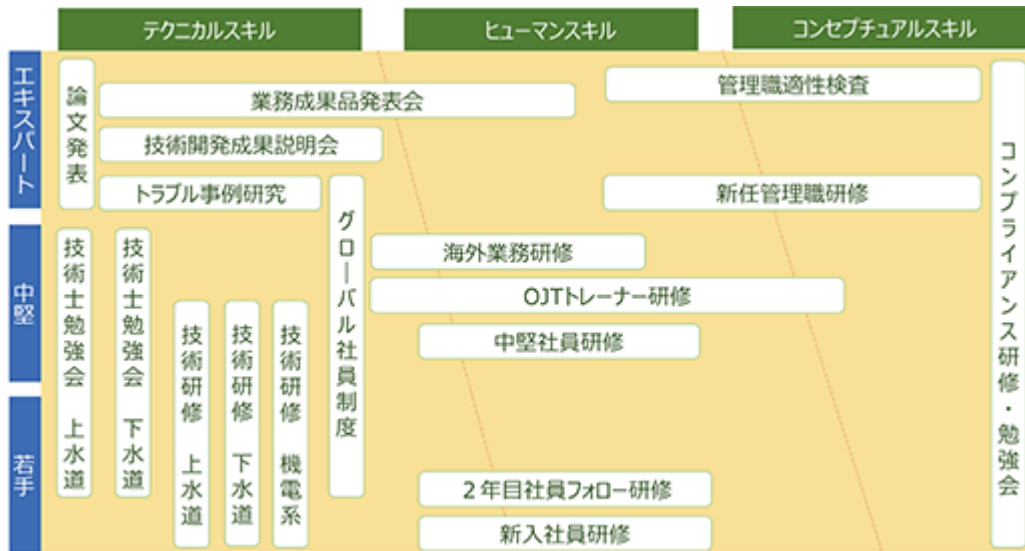 テクニカルスキル
ヒューマンスキル
コンセプチュアルスキル
エキスパート
論文発表
業務成果品発表会
管理職適性検査
技術開発成果説明会
トラブル事例研究
グローバル社員制度
新任管理職研修
コンプライアンス研修・勉強会
中堅
技術士勉強会 上水道
技術士勉強会 下水道
海外業務研修
OJTトレーナー研修
技術研修 上水道
技術研修 下水道
技術研修 機電系
中堅社員研修
若手
2年目社員フォロー研修
新入社員研修